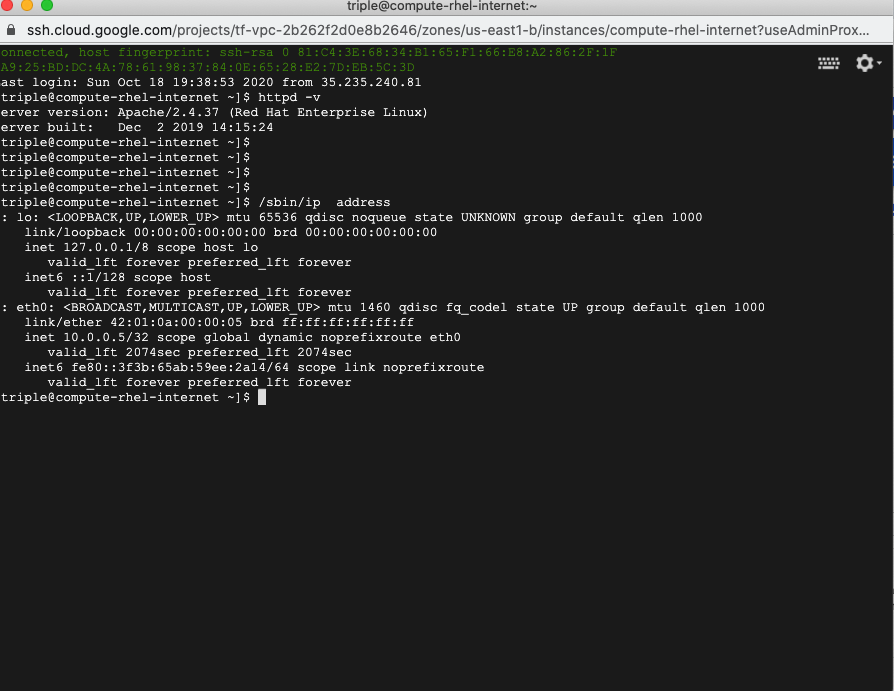 triple@compute-rhel-internet:~
ssh.cloud.google.com/projects/tf-vpc-2b262f2d0e8b2646/zones/us-east1-b/instances/compute-rhel-internet?useAdminProx...
onnected, host fingerprint: ssh-rsa 0 81:C4:3E:68:34:B1:65:F1:66:E8:A2:86:2F:1F
A9:25:BD:DC:4A:78:61:98:37:84:0E:65:28:E2:7D:EB:5C:3D
ast login: Sun Oct 18 19:38:53 2020 from 35.235.240.81
triple@compute-rhel-internet ~]$ httpd -v
erver version: Apache/2.4.37 (Red Hat Enterprise Linux)
erver built:   Dec  2 2019 14:15:24
triple@compute-rhel-internet ~]$
triple@compute-rhel-internet ~]$
triple@compute-rhel-internet ~]$
triple@compute-rhel-internet ~]$
triple@compute-rhel-internet ~]$ /sbin/ip  address
: lo: <LOOPBACK,UP,LOWER_UP> mtu 65536 qdisc noqueue state UNKNOWN group default qlen 1000
   link/loopback 00:00:00:00:00:00 brd 00:00:00:00:00:00
   inet 127.0.0.1/8 scope host lo
      valid_lft forever preferred_lft forever
   inet6 ::1/128 scope host
      valid_lft forever preferred_lft forever
: eth0: <BROADCAST,MULTICAST,UP,LOWER_UP> mtu 1460 qdisc fq_codel state UP group default qlen 1000
   link/ether 42:01:0a:00:00:05 brd ff:ff:ff:ff:ff:ff
   inet 10.0.0.5/32 scope global dynamic noprefixroute eth0
      valid_lft 2074sec preferred_lft 2074sec
   inet6 fe80::3f3b:65ab:59ee:2a14/64 scope link noprefixroute
      valid_lft forever preferred_lft forever
triple@compute-rhel-internet ~]$